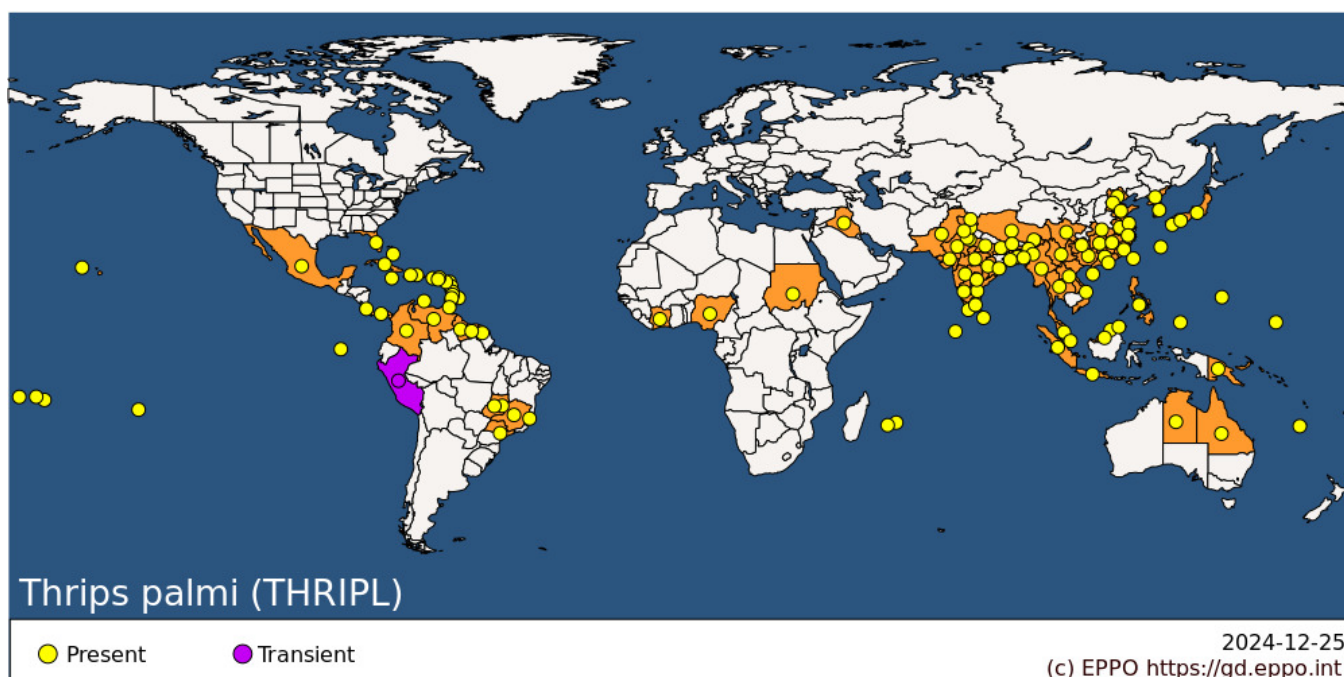 Thrips palmi (THRIPL)
Present
Transient
2024-12-25
(c) EPPO https://gd.eppo.int